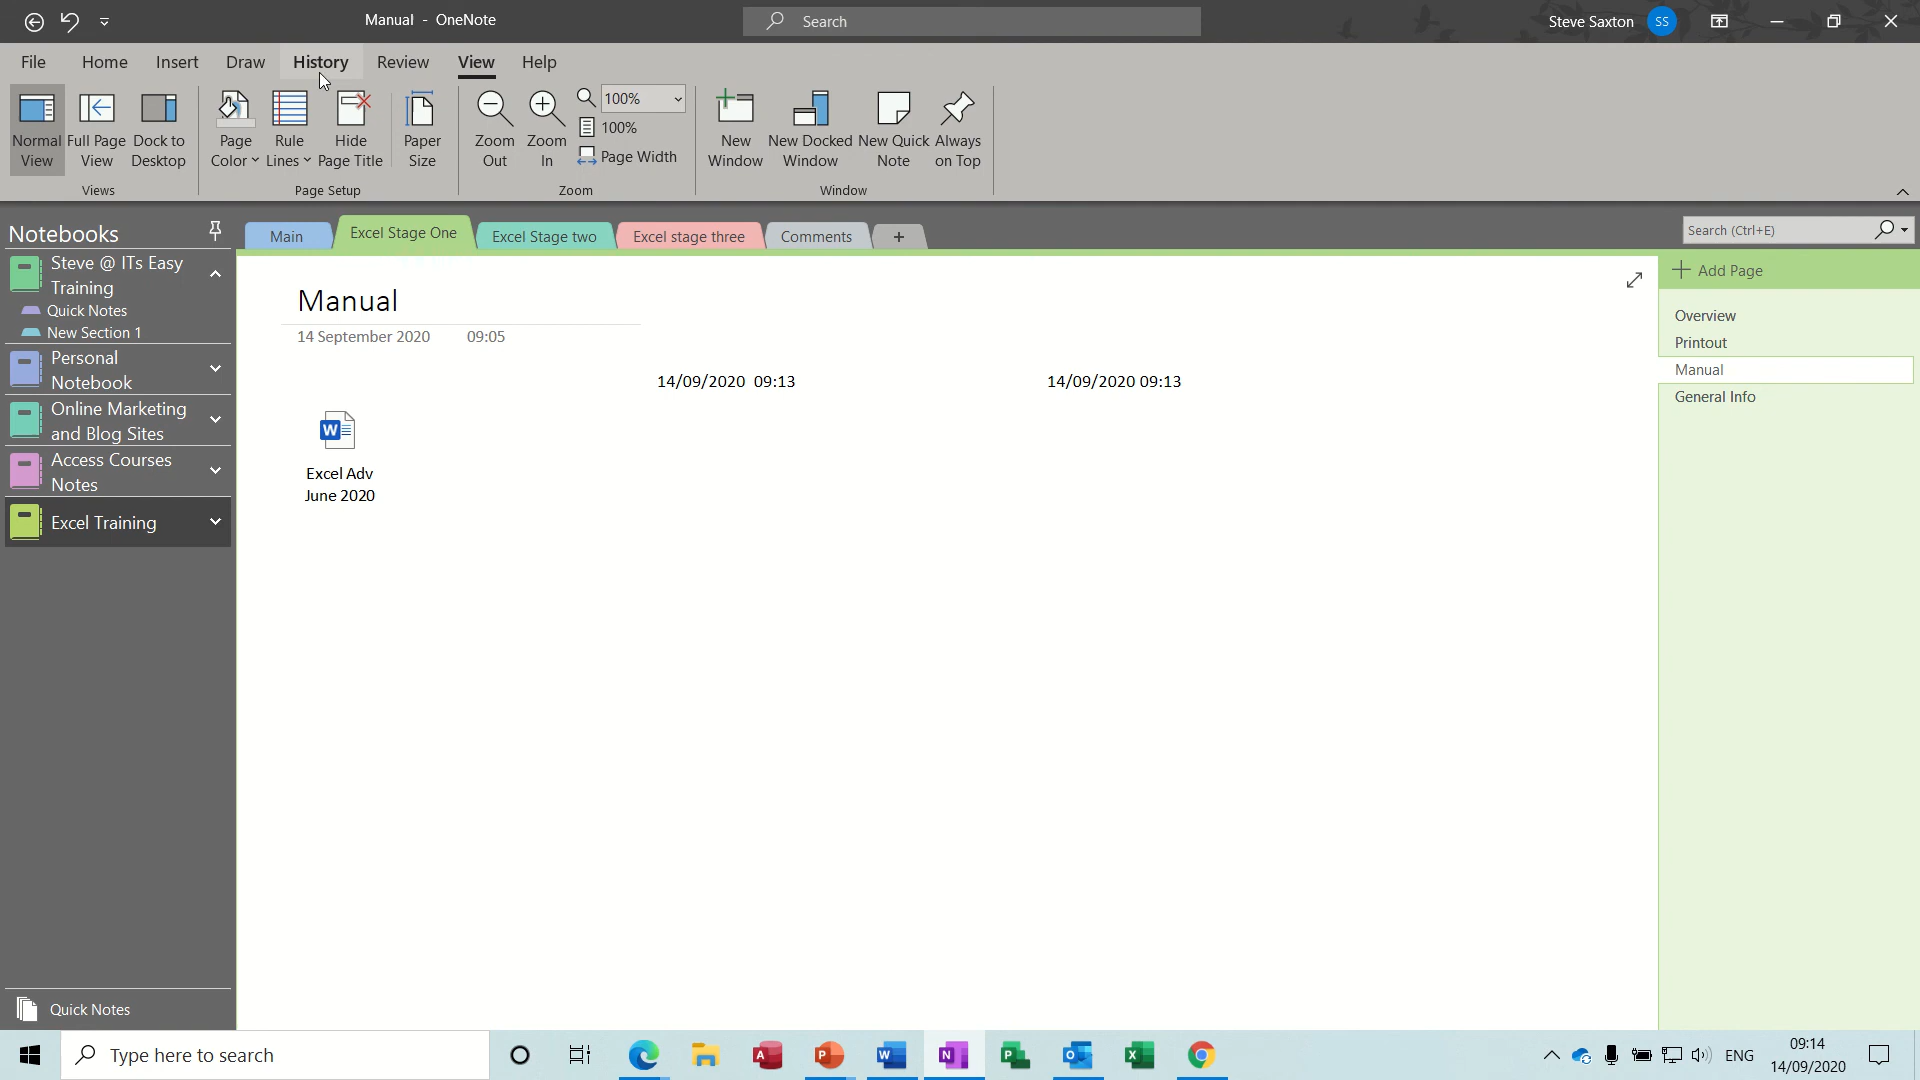 Manual - OneNote
Search
Steve Saxton
SS
File Home Insert Draw History Review View Help
Normal View
Full Page View
Dock to Desktop
Views
Page Color
Rule Lines
Hide Page Title
Paper Size
Page Setup
Zoom Out
Zoom In
100%
100%
Page Width
Zoom
New Window
New Docked Window
New Quick Note
Always on Top
Window
Notebooks
Main
Excel Stage One
Excel Stage two
Excel stage three
Comments
+
Search (Ctrl+E)
Steve @ ITs Easy
Training
Quick Notes
New Section 1
Personal
Notebook
Online Marketing
and Blog Sites
Access Courses
Notes
Excel Training
Quick Notes
Manual
14 September 2020 09:05
14/09/2020 09:13
14/09/2020 09:13
W
Excel Adv
June 2020
Add Page
Overview
Printout
Manual
General Info
Type here to search
A
P
W
N
P
O
X
ENG
09:14
14/09/2020